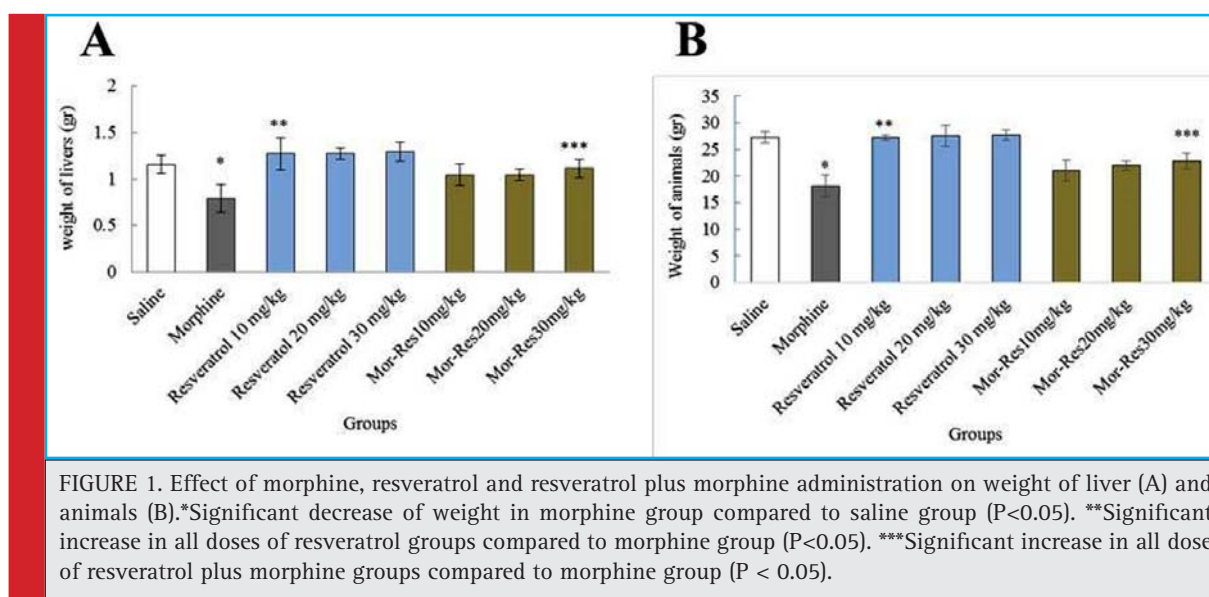 A
weight of livers (gr)
2
1.5
1
0.5
0
*
**
***
Saline
Morphine
Resveratrol 10 mg/kg
Resveratrol 20 mg/kg
Resveratrol 30 mg/kg
Mor-Res10mg/kg
Mor-Res20mg/kg
Mor-Res30mg/kg
Groups
B
Weight of animals (gr)
35
30
25
20
15
10
5
0
*
**
***
Saline
Morphine
Resveratrol 10 mg/kg
Resveratol 20 mg/kg
Resveratrol 30 mg/kg
Mor-Res10mg/kg
Mor-Res20mg/kg
Mor-Res30mg/kg
Groups
FIGURE 1. Effect of morphine, resveratrol and resveratrol plus morphine administration on weight of liver (A) and
animals (B).*Significant decrease of weight in morphine group compared to saline group (P<0.05). **Significant
increase in all doses of resveratrol groups compared to morphine group (P<0.05). ***Significant increase in all dose
of resveratrol plus morphine groups compared to morphine group (P < 0.05).